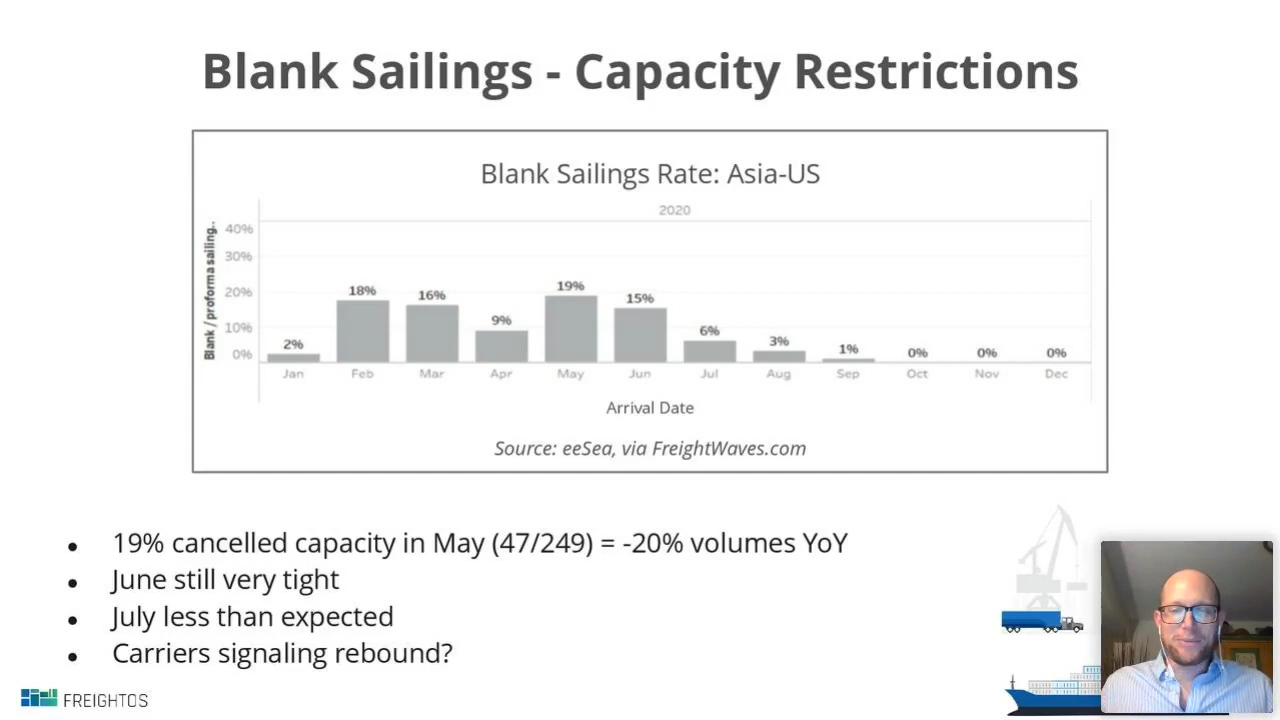 Blank Sailings - Capacity Restrictions
Blank Sailings Rate: Asia-US
2020
Blank / proforma sailing..
40%
30%
20%
10%
0%
2%
18%
16%
9%
19%
15%
6%
3%
1%
0%
0%
0%
Jan
Feb
Mar
Apr
May
Jun
Jul
Aug
Sep
Oct
Nov
Dec
Arrival Date
Source: eeSea, via FreightWaves.com
• 19% cancelled capacity in May (47/249) = -20% volumes YoY
• June still very tight
• July less than expected
• Carriers signaling rebound?
FREIGHTOS